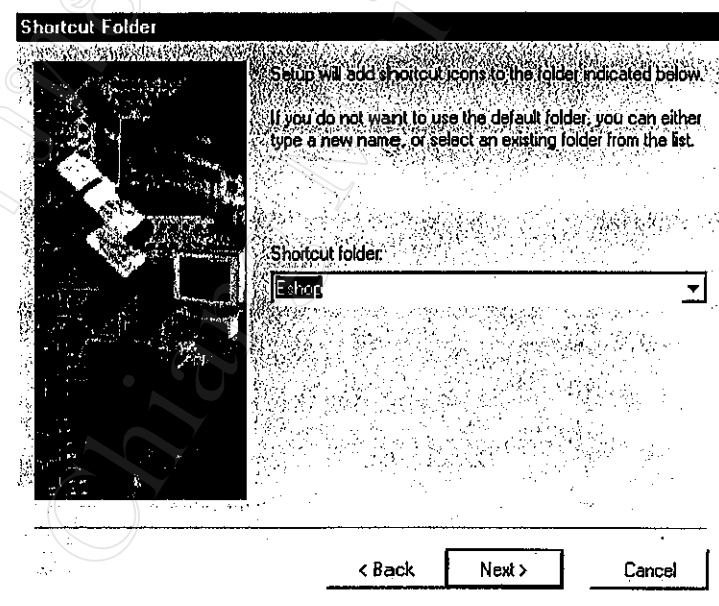 Shortcut Folder
Setup will add shortcut icons to the folder indicated below.
If you do not want to use the default folder, you can either
type a new name, or select an existing folder from the list.
Shortcut folder:
Eshop
< Back
Next >
Cancel